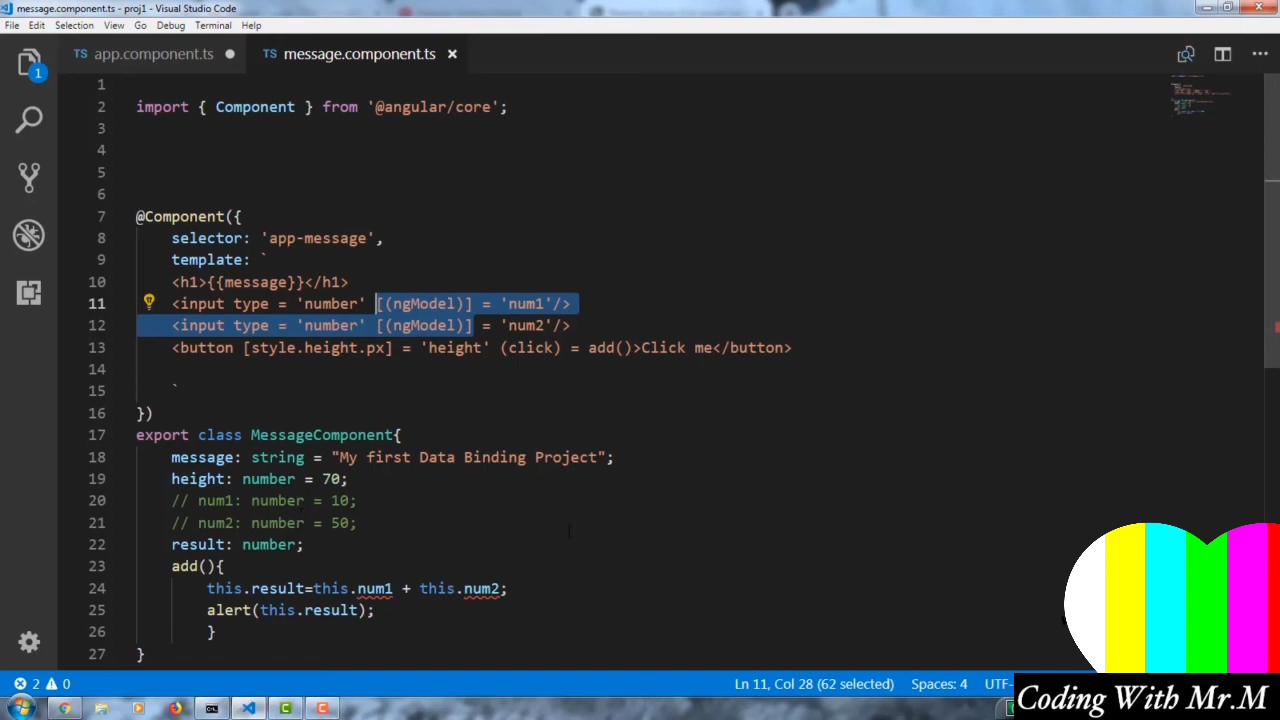 message.component.ts - proj1 - Visual Studio Code
File Edit Selection View Go Debug Terminal Help
TS app.component.ts
TS message.component.ts
1
1
2 import { Component } from '@angular/core';
3
4
5
6
7 @Component({
8 selector: 'app-message',
9 template: `
10 <h1>{{message}}</h1>
11 <input type = 'number' [(ngModel)] = 'num1'/>
12 <input type = 'number' [(ngModel)] = 'num2'/>
13 <button [style.height.px] = 'height' (click) = add()>Click me</button>
14
15 `
16 })
17 export class MessageComponent{
18 message: string = "My first Data Binding Project";
19 height: number = 70;
20 // num1: number = 10;
21 // num2: number = 50;
22 result: number;
23 add(){
24 this.result=this.num1 + this.num2;
25 alert(this.result);
26 }
27 }
2 0 Ln 11, Col 28 (62 selected) Spaces: 4 UTF-
Coding With Mr.M